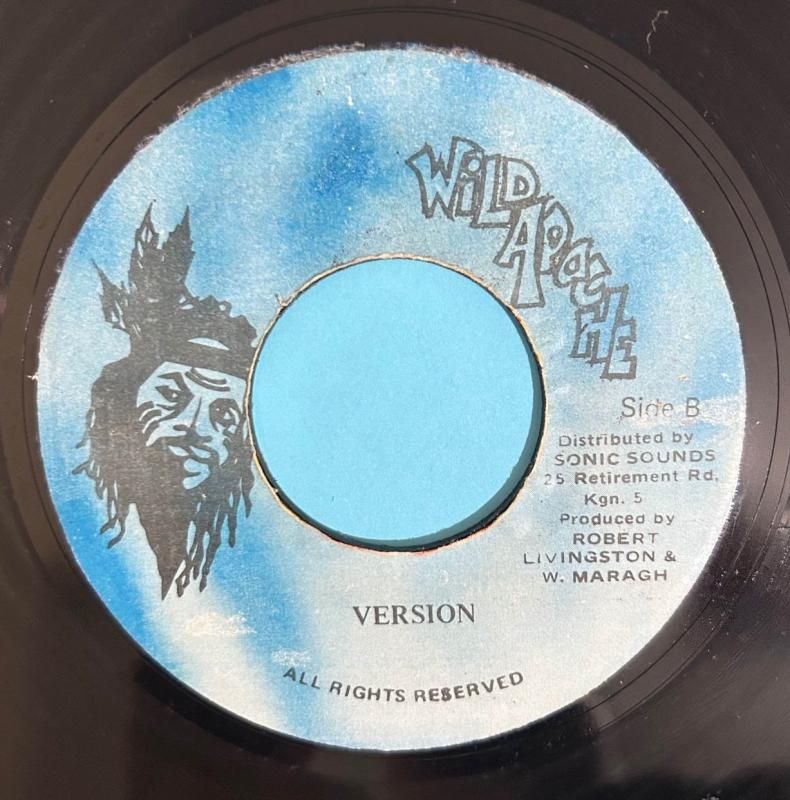 WiLD
APACHE
Side B
Distributed by
SONIC SOUNDS
25 Retirement Rd,
Kgn. 5
Produced by
ROBERT
LIVINGSTON &
W. MARAGH
VERSION
ALL RIGHTS RESERVED